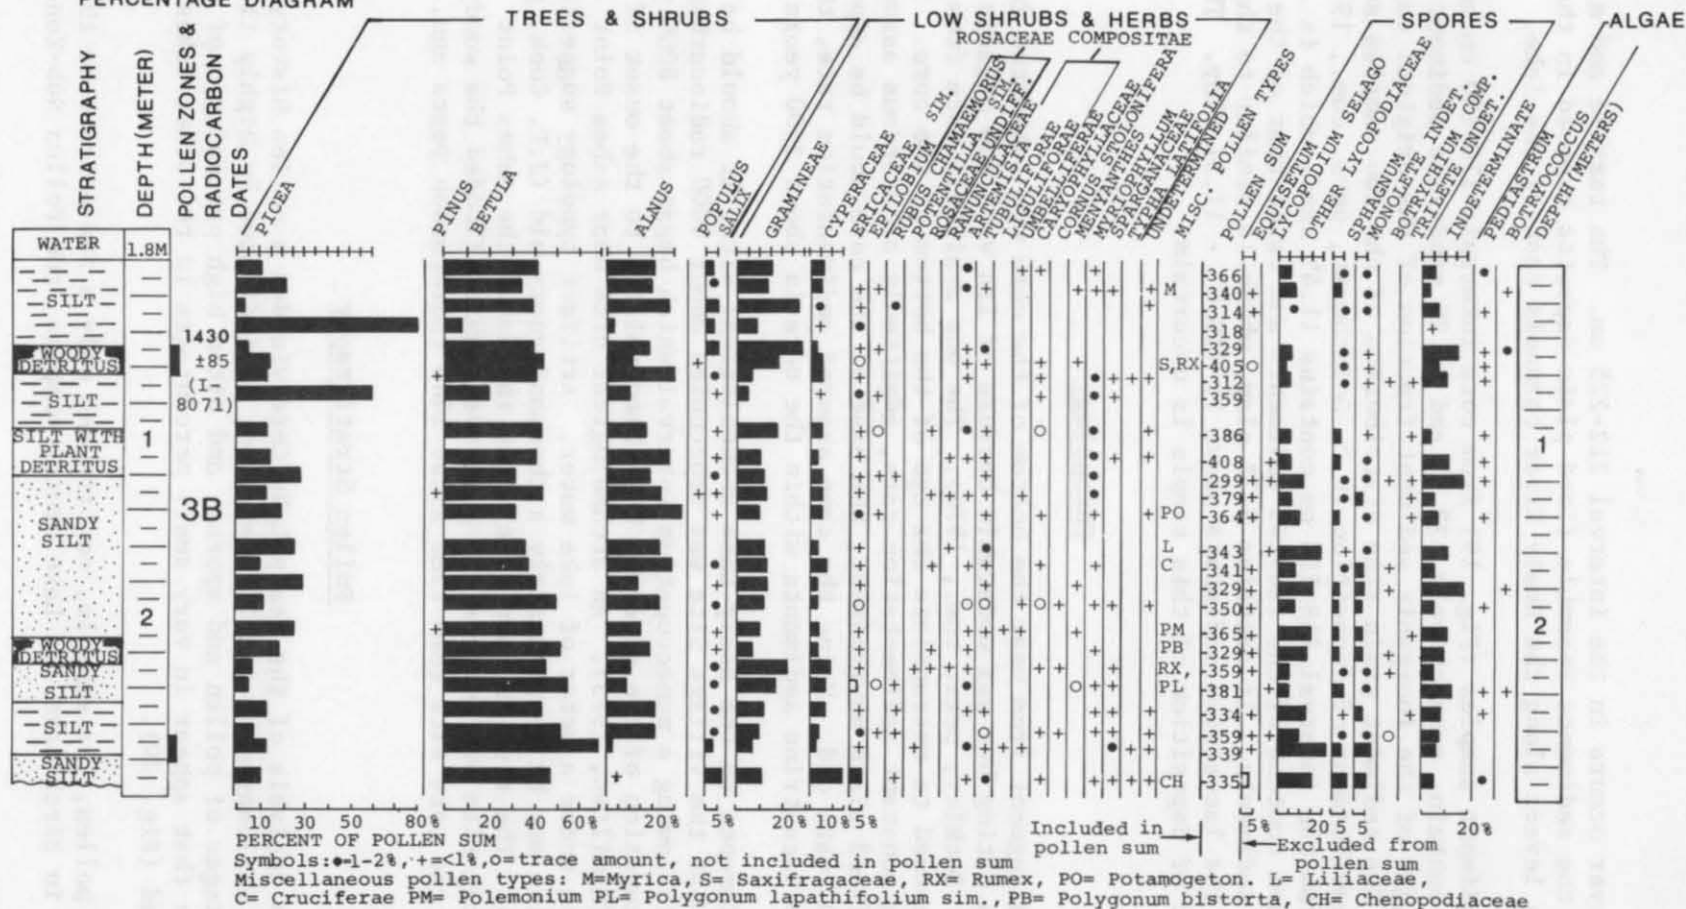 PERCENTAGE DIAGRAM
TREES & SHRUBS
LOW SHRUBS & HERBS
SPORES
ALGAE
ROSACEAE COMPOSITAE
STRATIGRAPHY
DEPTH(METER)
POLLEN ZONES &
RADIOCARBON
DATES
PICEA
PINUS
BETULA
ALNUS
POPULUS
SALIX
GRAMINEAE
CYPERACEAE
ERICACEAE
EPILOBIUM SIM.
RUBUS CHAMAEMORUS
POTENTILLA SIM.
ROSACEAE UNDIFF.
RANUNCULACEAE
ARTEMISIA
TUBULIFORAE
LIGULIFORAE
UMBELLIFERAE
CARYOPHYLLACEAE
CORNUS STOLONIFERA
MENYANTHES
MYRIOPHYLLUM
SPARGANACEAE
TYPHA LATIFOLIA
UNDETERMINED
MISC. POLLEN TYPES
POLLEN SUM
EQUISETUM
LYCOPODIUM SELAGO
OTHER LYCOPODIACEAE
SPHAGNUM
MONOLETE INDET.
BOTRYCHIUM COMP.
TRILETE UNDET.
INDETERMINATE
PEDIASTRUM
BOTRYOCOCCUS
DEPTH(METERS)
WATER 1.8M
SILT
WOODY
DETRITUS
SILT
SILT WITH
PLANT
DETRITUS
SANDY
SILT
WOODY
DETRITUS
SANDY
SILT
SILT
SANDY
SILT
1
2
1430
±85
(I-
8071)
3B
M
S,RX
PO
L
C
PM
PB
RX,
PL
CH
366
340+
314+
318
329
405○
312+
359
386
408 +
299++
379+
364+
343 +
341+
329+
350+
365+
329+
359+
381 +
334+
359++
339
335
1
2
10 30 50 80%
5%
20 40 60%
20%
5%
20%
10%
5%
5%
20
5
5
20%
PERCENT OF POLLEN SUM
Included in
pollen sum
Excluded from
pollen sum
Symbols:●=1-2%, +=<1%,o=trace amount, not included in pollen sum
Miscellaneous pollen types: M=Myrica, S= Saxifragaceae, RX= Rumex, PO= Potamogeton. L= Liliaceae,
C= Cruciferae PM= Polemonium PL= Polygonum lapathifolium sim., PB= Polygonum bistorta, CH= Chenopodiaceae